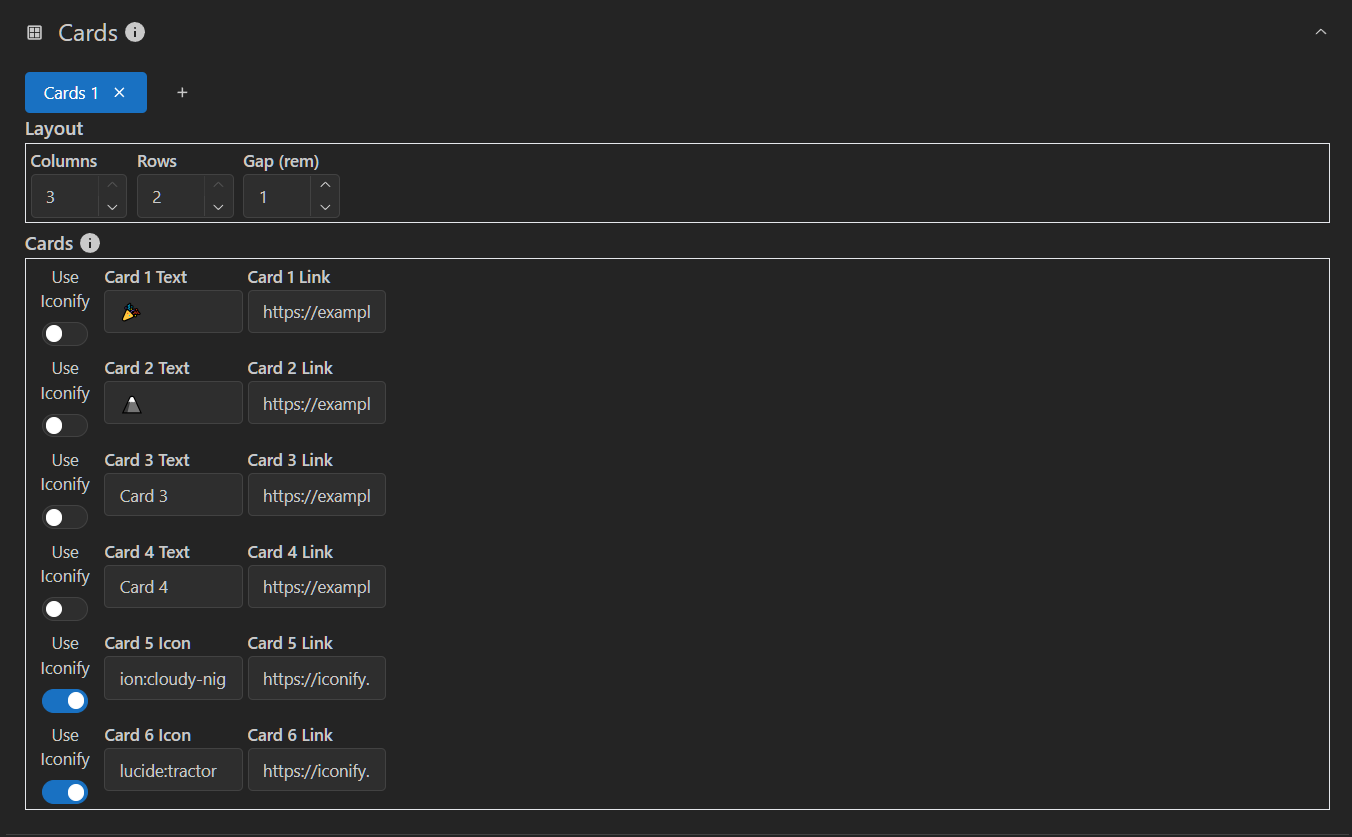 Cards
Cards 1
Layout
Columns Rows Gap (rem)
3 2 1
Cards
Use Iconify Card 1 Text Card 1 Link
🎉 https://exampl
Use Iconify Card 2 Text Card 2 Link
https://exampl
Use Iconify Card 3 Text Card 3 Link
Card 3 https://exampl
Use Iconify Card 4 Text Card 4 Link
Card 4 https://exampl
Use Iconify Card 5 Icon Card 5 Link
ion:cloudy-nig https://iconify.
Use Iconify Card 6 Icon Card 6 Link
lucide:tractor https://iconify.